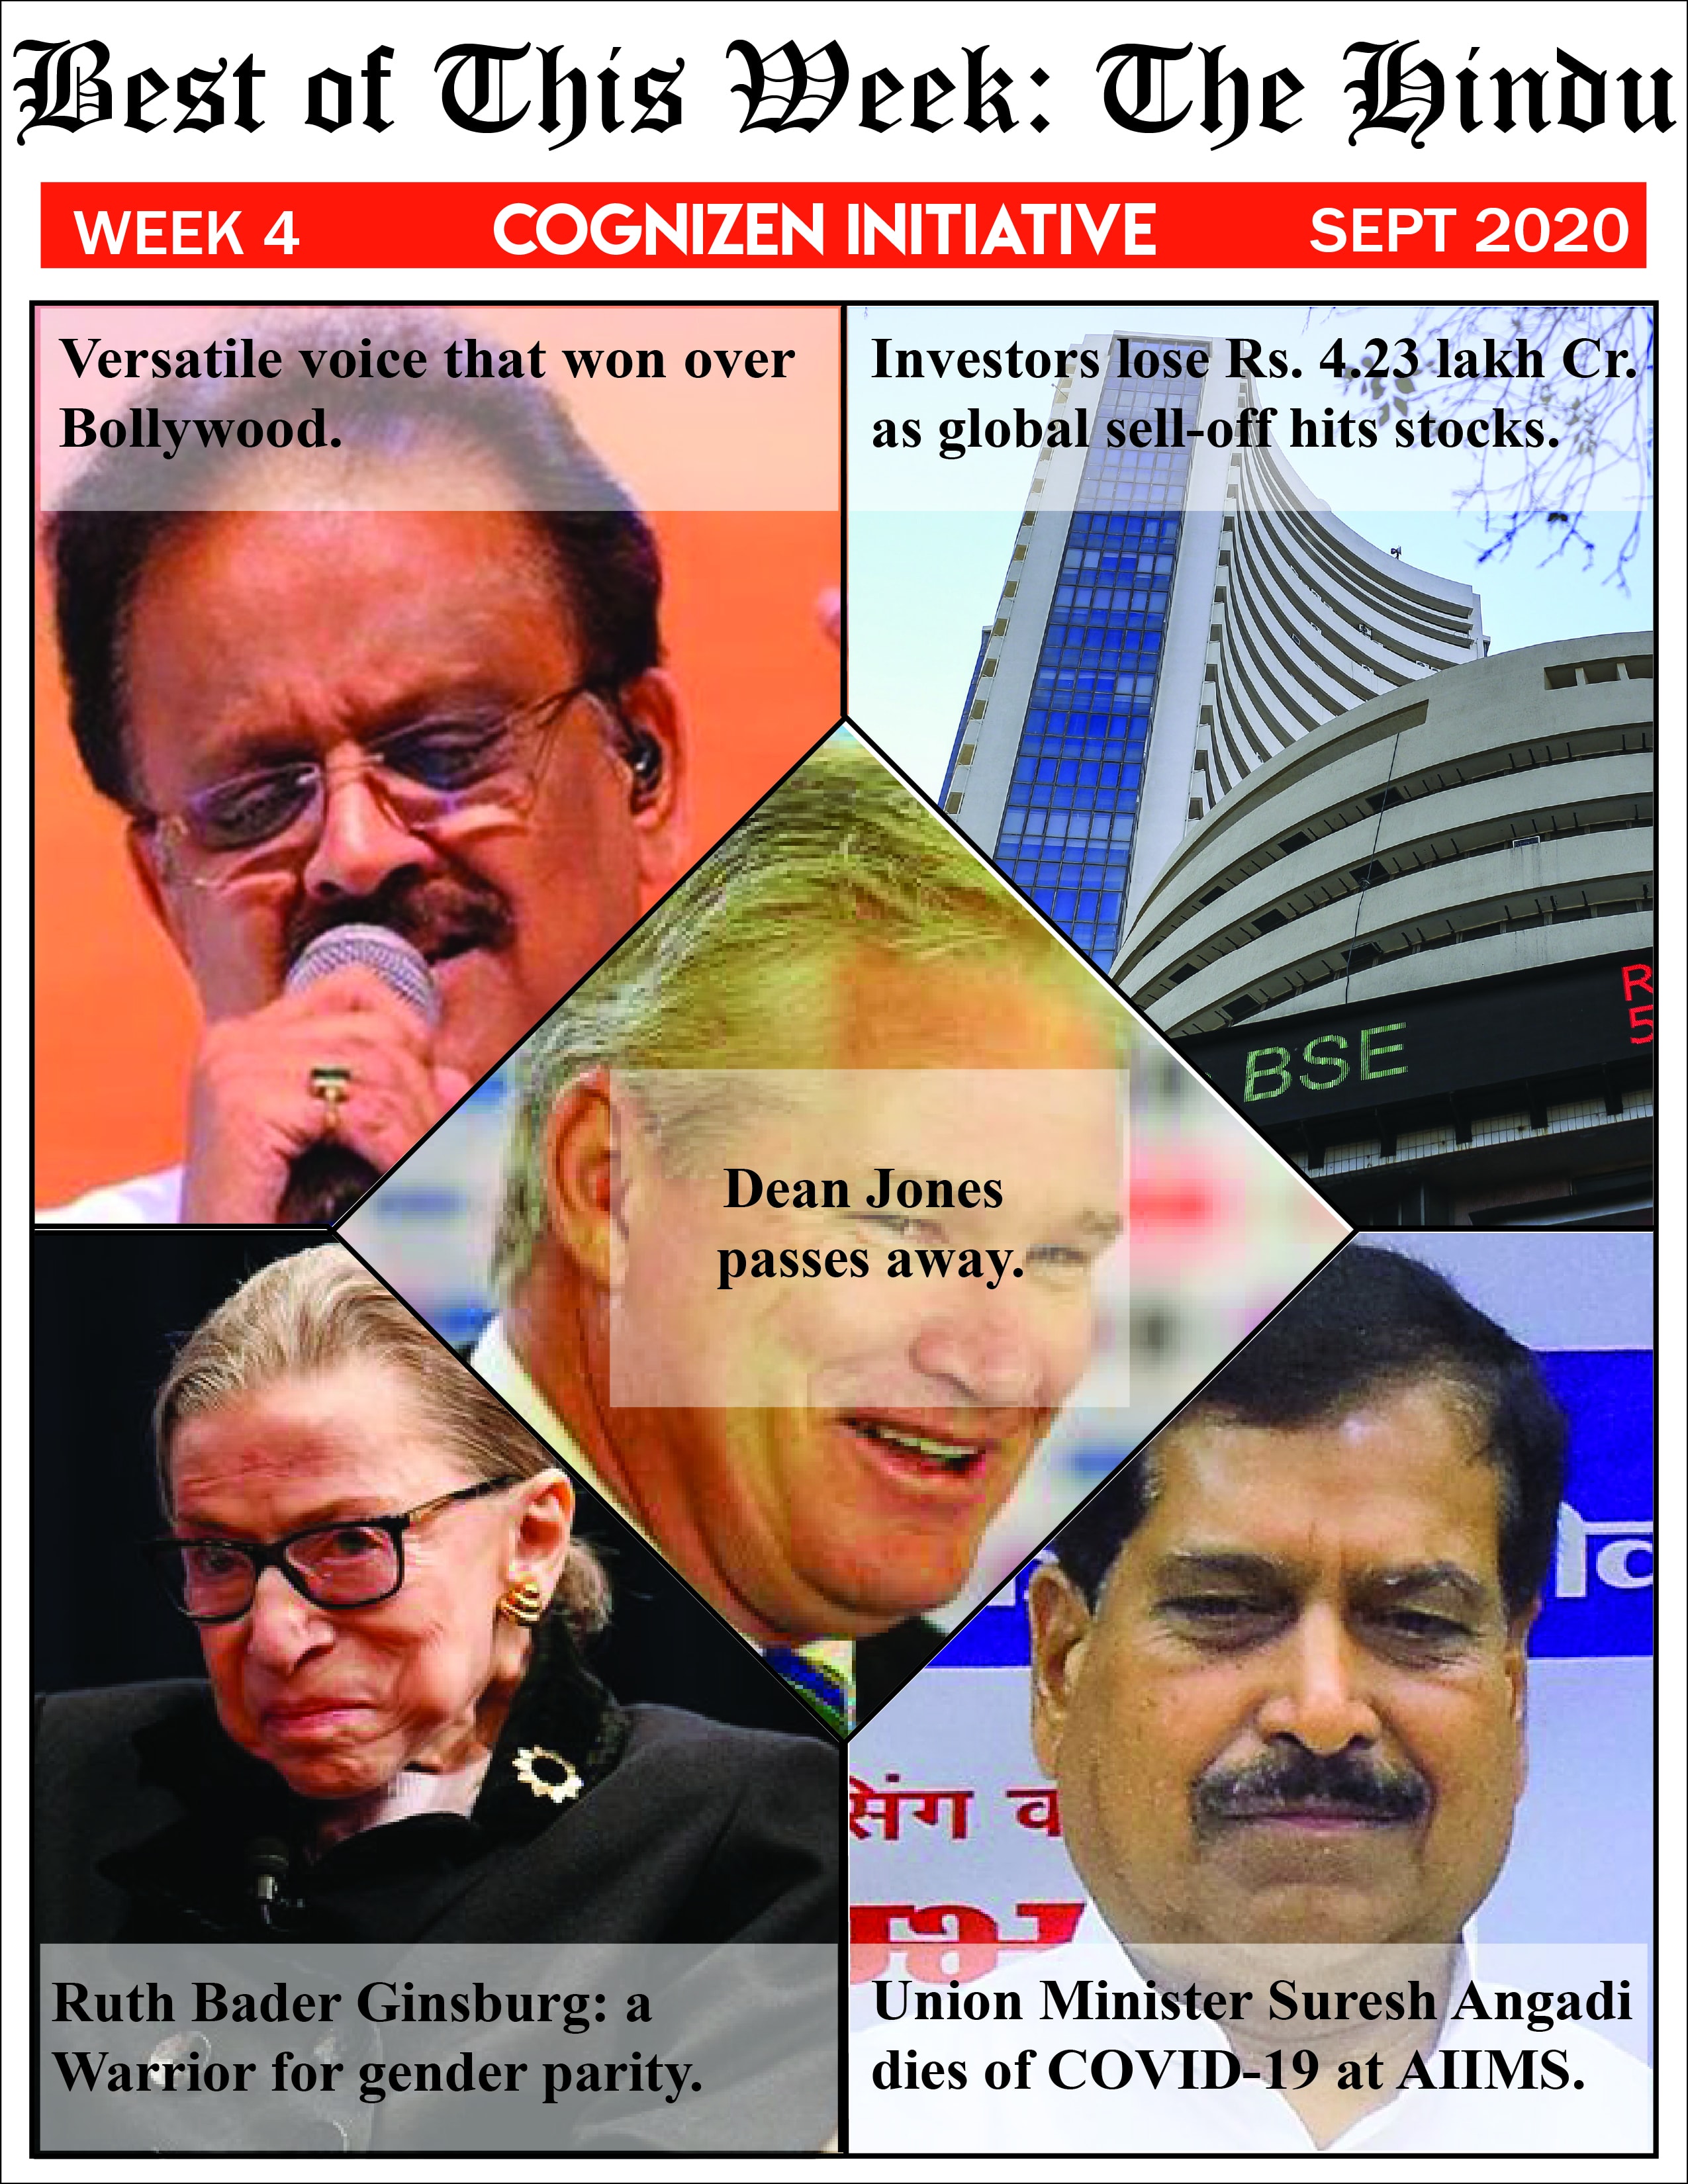 Best of This Week: The Hindu
WEEK 4 COGNIZEN INITIATIVE SEPT 2020
Versatile voice that won over
Bollywood.
Investors lose Rs. 4.23 lakh Cr.
as global sell-off hits stocks.
R
5
BSE
Dean Jones
passes away.
सिंग व
Ruth Bader Ginsburg: a
Warrior for gender parity.
Union Minister Suresh Angadi
dies of COVID-19 at AIIMS.